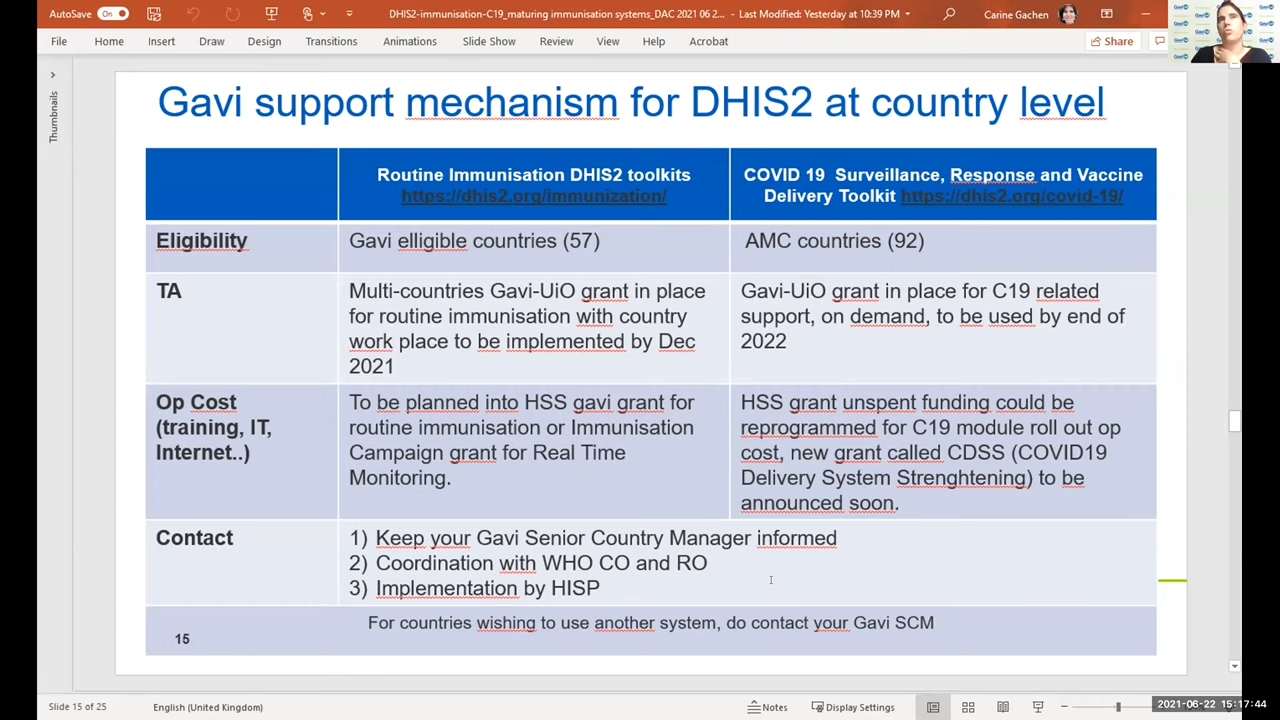 AutoSave On DHIS2-immunisation-C19_maturing immunisation systems_DAC 2021 06 2... - Last Modified: Yesterday at 10:39 PM Carine Gachen
File Home Insert Draw Design Transitions Animations Slide Show Review View Help Acrobat Share
Thumbnails
Gavi support mechanism for DHIS2 at country level
Routine Immunisation DHIS2 toolkits
https://dhis2.org/immunization/
COVID 19 Surveillance, Response and Vaccine
Delivery Toolkit https://dhis2.org/covid-19/
Eligibility
Gavi elligible countries (57)
AMC countries (92)
TA
Multi-countries Gavi-UiO grant in place
for routine immunisation with country
work place to be implemented by Dec
2021
Gavi-UiO grant in place for C19 related
support, on demand, to be used by end of
2022
Op Cost
(training, IT,
Internet..)
To be planned into HSS gavi grant for
routine immunisation or Immunisation
Campaign grant for Real Time
Monitoring.
HSS grant unspent funding could be
reprogrammed for C19 module roll out op
cost, new grant called CDSS (COVID19
Delivery System Strenghtening) to be
announced soon.
Contact
1) Keep your Gavi Senior Country Manager informed
2) Coordination with WHO CO and RO
3) Implementation by HISP
For countries wishing to use another system, do contact your Gavi SCM
15
Slide 15 of 25 English (United Kingdom) Notes Display Settings 2021-06-22 15:17:44